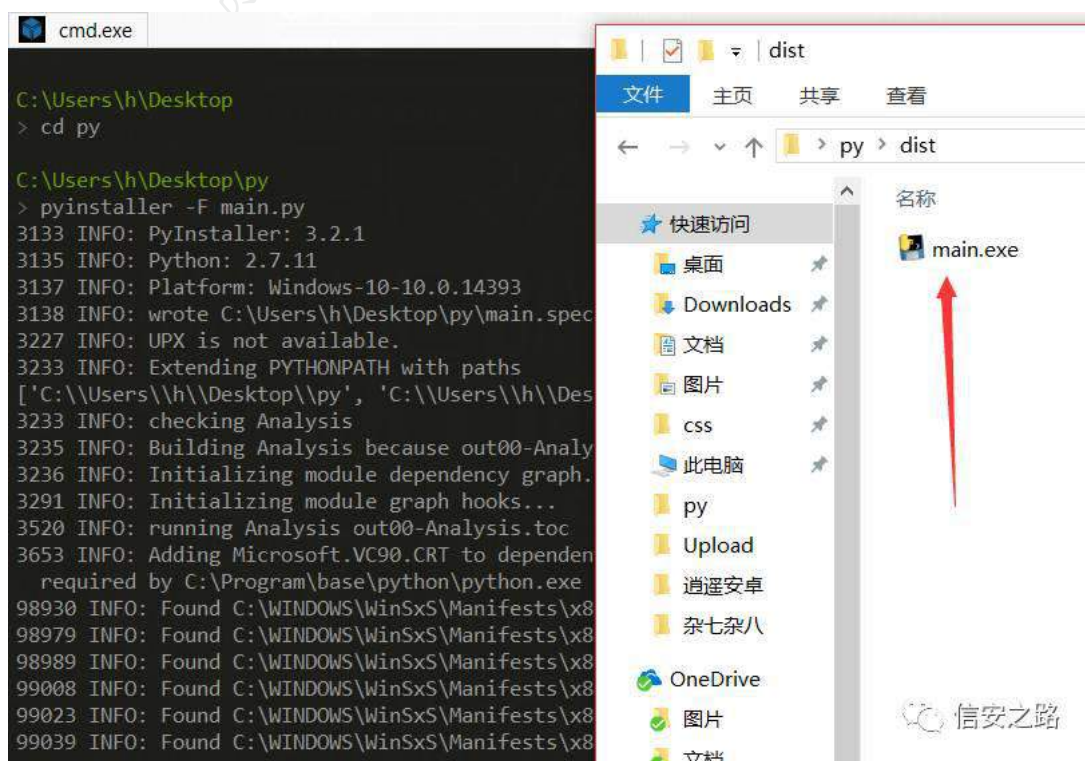 cmd.exe
C:\Users\h\Desktop
> cd py
C:\Users\h\Desktop\py
> pyinstaller -F main.py
3133 INFO: PyInstaller: 3.2.1
3135 INFO: Python: 2.7.11
3137 INFO: Platform: Windows-10-10.0.14393
3138 INFO: wrote C:\Users\h\Desktop\py\main.spec
3227 INFO: UPX is not available.
3233 INFO: Extending PYTHONPATH with paths
['C:\\Users\\h\\Desktop\\py', 'C:\\Users\\h\\Des
3233 INFO: checking Analysis
3235 INFO: Building Analysis because out00-Analy
3236 INFO: Initializing module dependency graph.
3291 INFO: Initializing module graph hooks...
3520 INFO: running Analysis out00-Analysis.toc
3653 INFO: Adding Microsoft.VC90.CRT to dependen
required by C:\Program\base\python\python.exe
98930 INFO: Found C:\WINDOWS\WinSxS\Manifests\x8
98979 INFO: Found C:\WINDOWS\WinSxS\Manifests\x8
98989 INFO: Found C:\WINDOWS\WinSxS\Manifests\x8
99008 INFO: Found C:\WINDOWS\WinSxS\Manifests\x8
99023 INFO: Found C:\WINDOWS\WinSxS\Manifests\x8
99039 INFO: Found C:\WINDOWS\WinSxS\Manifests\x8
dist
文件 主页 共享 查看
py > dist
名称
main.exe
快速访问
桌面
Downloads
文档
图片
css
此电脑
py
Upload
逍遥安卓
杂七杂八
OneDrive
图片
文档
信安之路